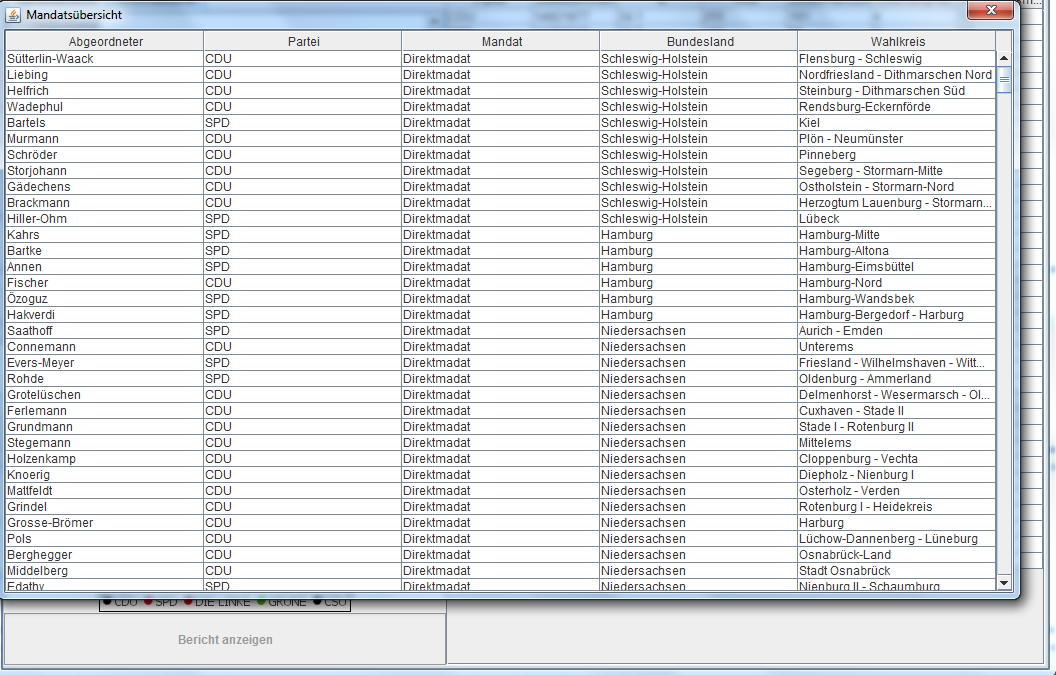 Mandatsübersicht
Abgeordneter Partei Mandat Bundesland Wahlkreis
Sütterlin-Waack CDU Direktmadat Schleswig-Holstein Flensburg - Schleswig
Liebing CDU Direktmadat Schleswig-Holstein Nordfriesland - Dithmarschen Nord
Helfrich CDU Direktmadat Schleswig-Holstein Steinburg - Dithmarschen Süd
Wadephul CDU Direktmadat Schleswig-Holstein Rendsburg-Eckernförde
Bartels SPD Direktmadat Schleswig-Holstein Kiel
Murmann CDU Direktmadat Schleswig-Holstein Plön - Neumünster
Schröder CDU Direktmadat Schleswig-Holstein Pinneberg
Storjohann CDU Direktmadat Schleswig-Holstein Segeberg - Stormarn-Mitte
Gädechens CDU Direktmadat Schleswig-Holstein Ostholstein - Stormarn-Nord
Brackmann CDU Direktmadat Schleswig-Holstein Herzogtum Lauenburg - Stormarn...
Hiller-Ohm SPD Direktmadat Schleswig-Holstein Lübeck
Kahrs SPD Direktmadat Hamburg Hamburg-Mitte
Bartke SPD Direktmadat Hamburg Hamburg-Altona
Annen SPD Direktmadat Hamburg Hamburg-Eimsbüttel
Fischer CDU Direktmadat Hamburg Hamburg-Nord
Özoguz SPD Direktmadat Hamburg Hamburg-Wandsbek
Hakverdi SPD Direktmadat Hamburg Hamburg-Bergedorf - Harburg
Saathoff SPD Direktmadat Niedersachsen Aurich - Emden
Connemann CDU Direktmadat Niedersachsen Unterems
Evers-Meyer SPD Direktmadat Niedersachsen Friesland - Wilhelmshaven - Witt...
Rohde SPD Direktmadat Niedersachsen Oldenburg - Ammerland
Grotelüschen CDU Direktmadat Niedersachsen Delmenhorst - Wesermarsch - Ol...
Ferlemann CDU Direktmadat Niedersachsen Cuxhaven - Stade II
Grundmann CDU Direktmadat Niedersachsen Stade I - Rotenburg II
Stegemann CDU Direktmadat Niedersachsen Mittelems
Holzenkamp CDU Direktmadat Niedersachsen Cloppenburg - Vechta
Knoerig CDU Direktmadat Niedersachsen Diepholz - Nienburg I
Mattfeldt CDU Direktmadat Niedersachsen Osterholz - Verden
Grindel CDU Direktmadat Niedersachsen Rotenburg I - Heidekreis
Grosse-Brömer CDU Direktmadat Niedersachsen Harburg
Pols CDU Direktmadat Niedersachsen Lüchow-Dannenberg - Lüneburg
Berghegger CDU Direktmadat Niedersachsen Osnabrück-Land
Middelberg CDU Direktmadat Niedersachsen Stadt Osnabrück
Edathy SPD Direktmadat Niedersachsen Nienburg II - Schaumburg
CDU SPD DIE LINKE GRÜNE CSU
Bericht anzeigen